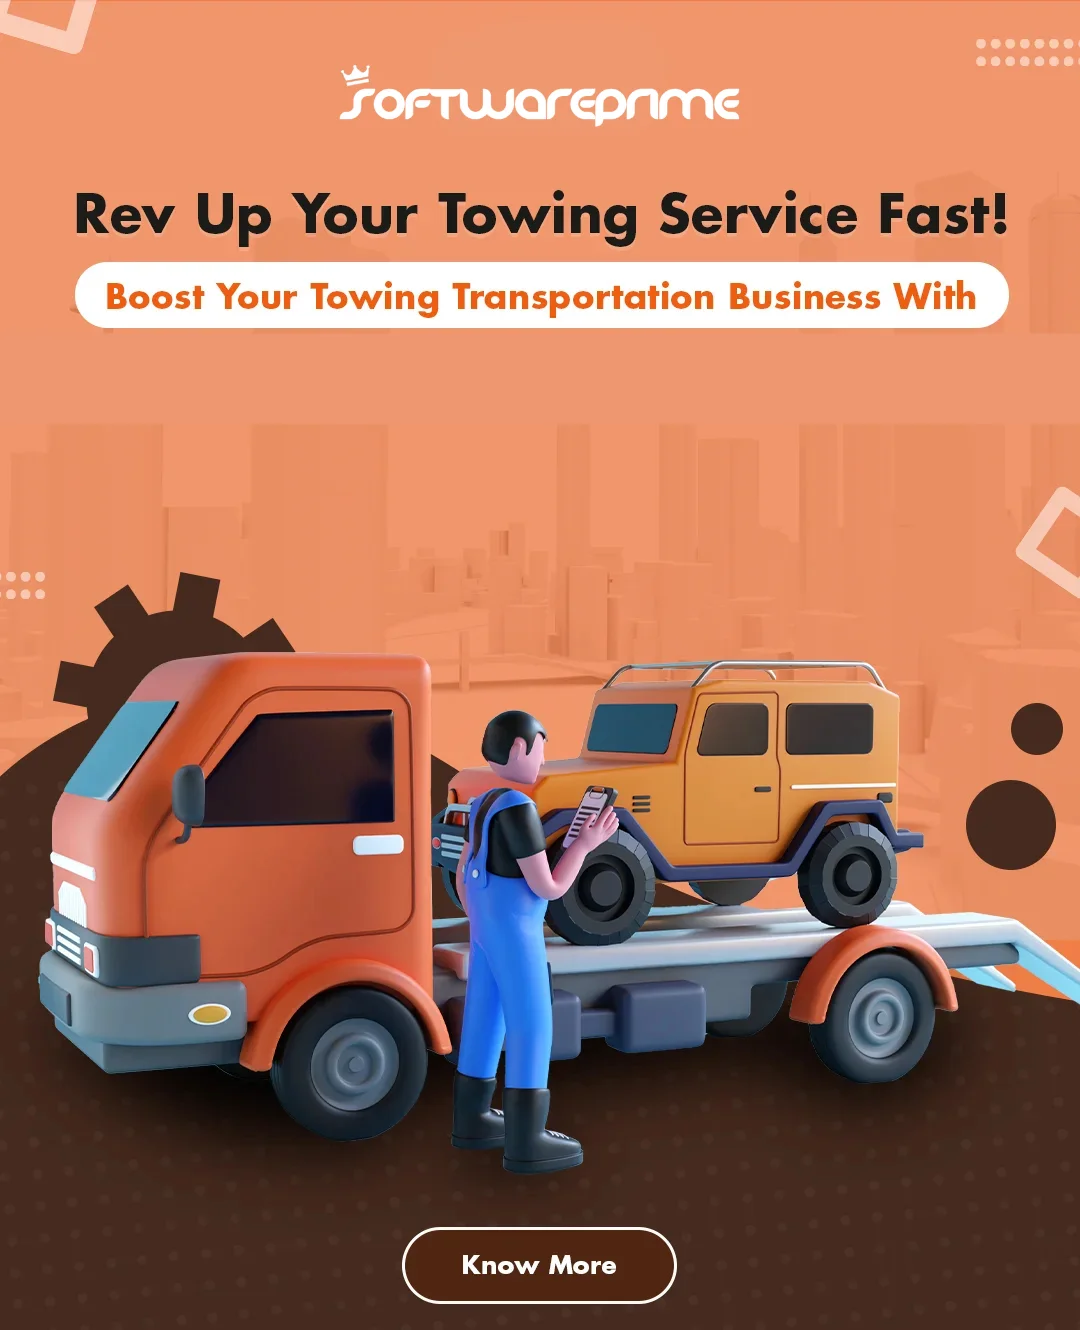 SOFTWAREPRIME
Rev Up Your Towing Service Fast!
Boost Your Towing Transportation Business With
Know More